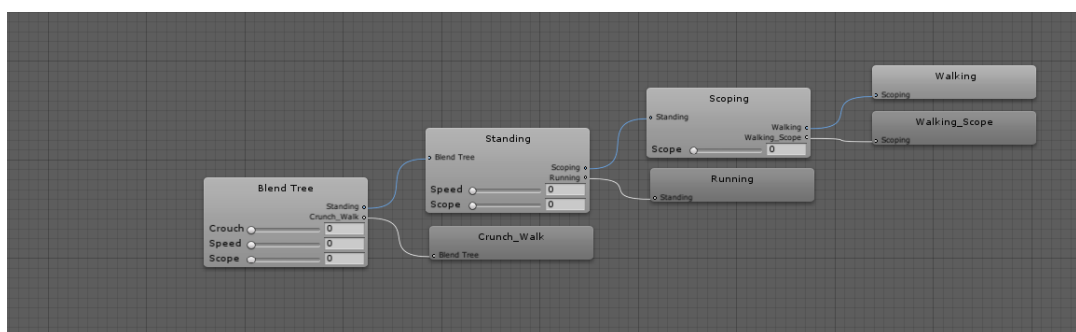 Blend Tree
Standing
Crunch_Walk
Crouch 0
Speed 0
Scope 0
Standing
Blend Tree
Scoping
Running
Speed 0
Scope 0
Crunch_Walk
Blend Tree
Scoping
Standing
Walking
Walking_Scope
Scope 0
Running
Standing
Walking
Scoping
Walking_Scope
Scoping